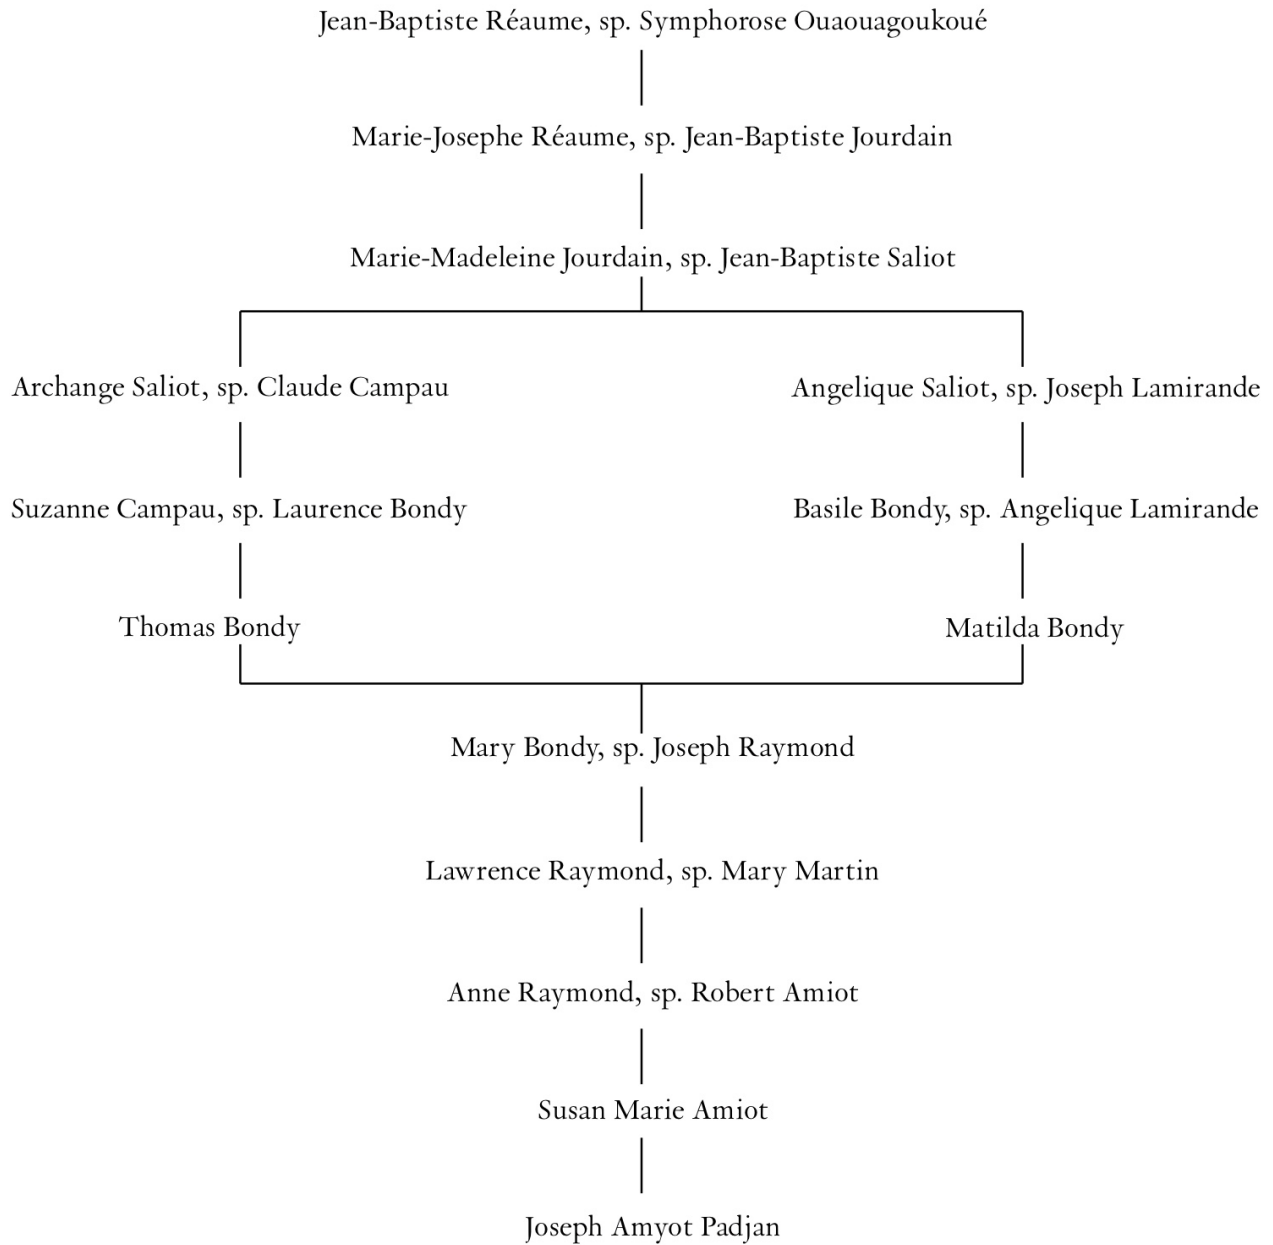 Jean-Baptiste Réaume, sp. Symphorose Ouaouagoukoué
Marie-Josephe Réaume, sp. Jean-Baptiste Jourdain
Marie-Madeleine Jourdain, sp. Jean-Baptiste Saliot
Archange Saliot, sp. Claude Campau
Angelique Saliot, sp. Joseph Lamirande
Suzanne Campau, sp. Laurence Bondy
Basile Bondy, sp. Angelique Lamirande
Thomas Bondy
Matilda Bondy
Mary Bondy, sp. Joseph Raymond
Lawrence Raymond, sp. Mary Martin
Anne Raymond, sp. Robert Amiot
Susan Marie Amiot
Joseph Amyot Padjan